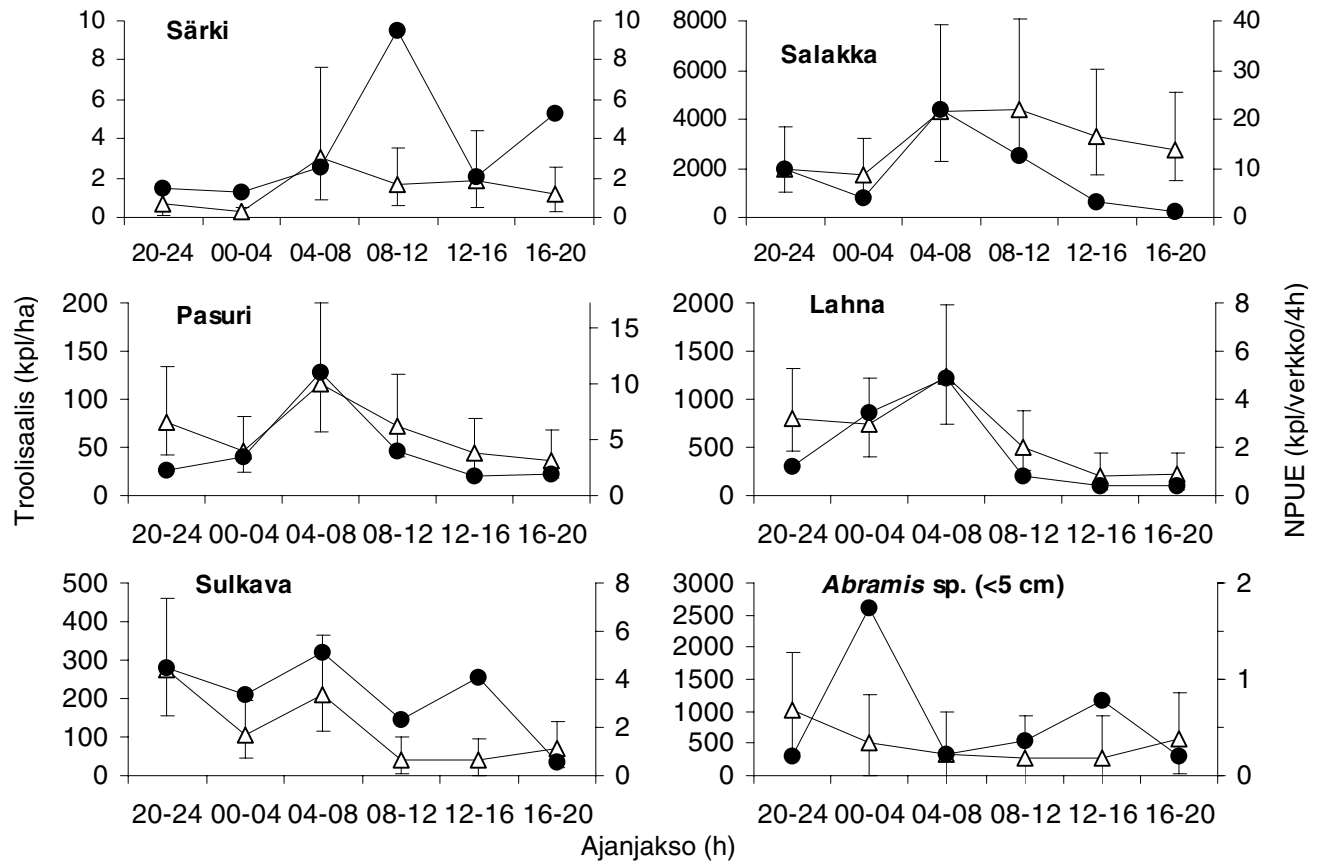 Särki
10 8 6 4 2 0
10 8 6 4 2 0
20-24 00-04 04-08 08-12 12-16 16-20
Salakka
8000 6000 4000 2000 0
40 30 20 10 0
20-24 00-04 04-08 08-12 12-16 16-20
Troolisaalis (kpl/ha)
Pasuri
200 150 100 50 0
15 10 5 0
20-24 00-04 04-08 08-12 12-16 16-20
Lahna
2000 1500 1000 500 0
8 6 4 2 0
20-24 00-04 04-08 08-12 12-16 16-20
NPUE (kpl/verkko/4h)
Sulkava
500 400 300 200 100 0
8 6 4 2 0
20-24 00-04 04-08 08-12 12-16 16-20
Abramis sp. (<5 cm)
3000 2500 2000 1500 1000 500 0
2 1 0
20-24 00-04 04-08 08-12 12-16 16-20
Ajanjakso (h)